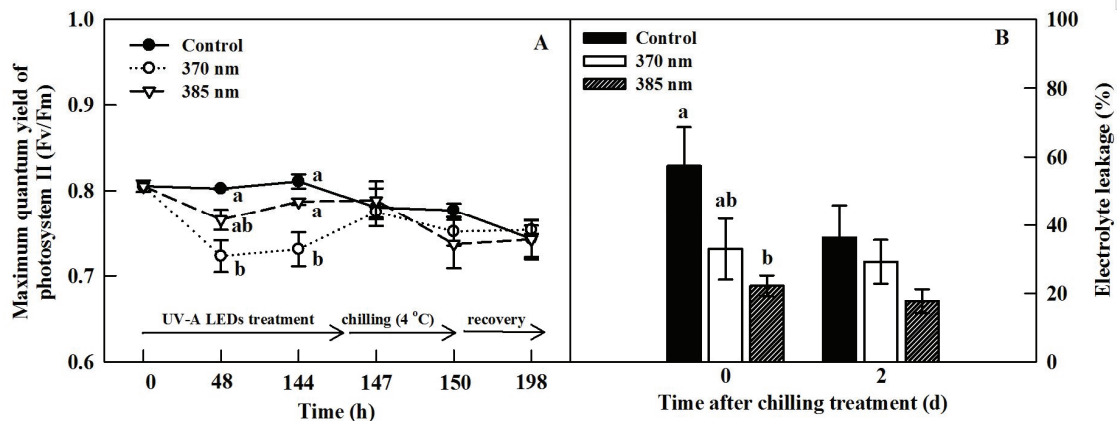 Maximum quantum yield of
photosystem II (Fv/Fm)
1.0
0.9
0.8
0.7
0.6
Control
370 nm
385 nm
A
a
ab
b
a
a
b
UV-A LEDs treatment
chilling (4 °C)
recovery
0 48 144 147 150 198
Time (h)
B
Control
370 nm
385 nm
a
ab
b
0 2
Time after chilling treatment (d)
100
80
60
40
20
0
Electrolyte leakage (%)